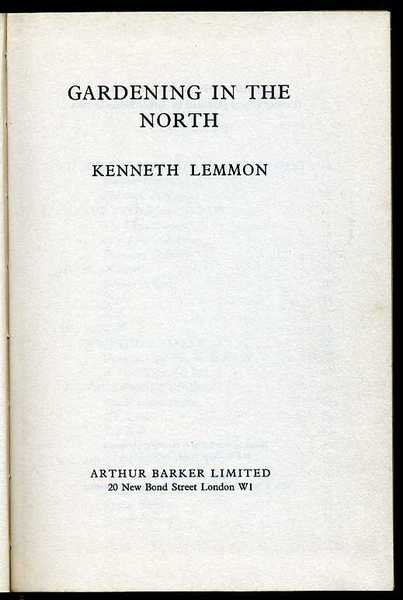 GARDENING IN THE
NORTH
KENNETH LEMMON
ARTHUR BARKER LIMITED
20 New Bond Street London W1